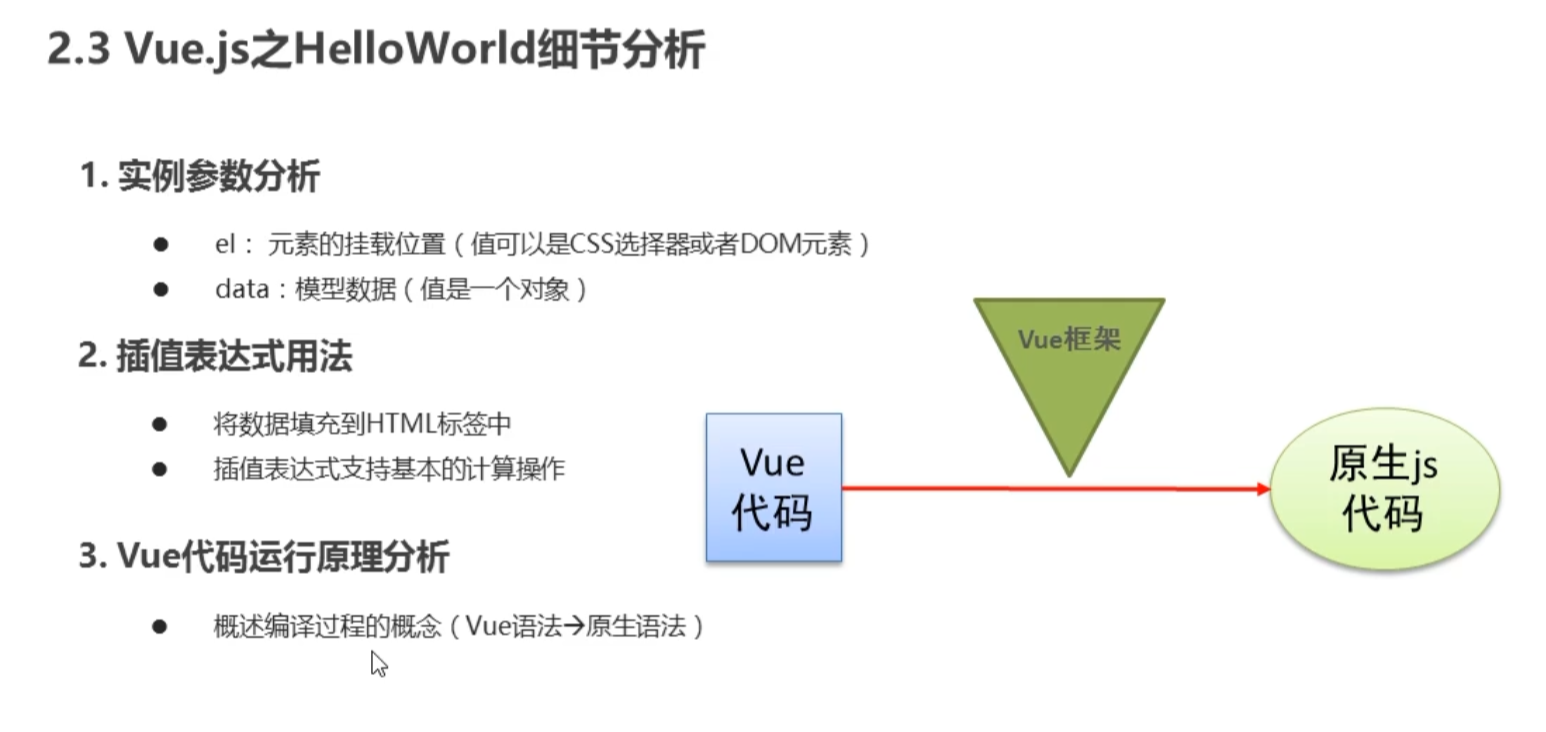 2.3 Vue.js之HelloWorld细节分析
1. 实例参数分析
● el： 元素的挂载位置（值可以是CSS选择器或者DOM元素）
● data：模型数据（值是一个对象）
2. 插值表达式用法
● 将数据填充到HTML标签中
● 插值表达式支持基本的计算操作
3. Vue代码运行原理分析
● 概述编译过程的概念（Vue语法→原生语法）
Vue框架
Vue
代码
原生js
代码